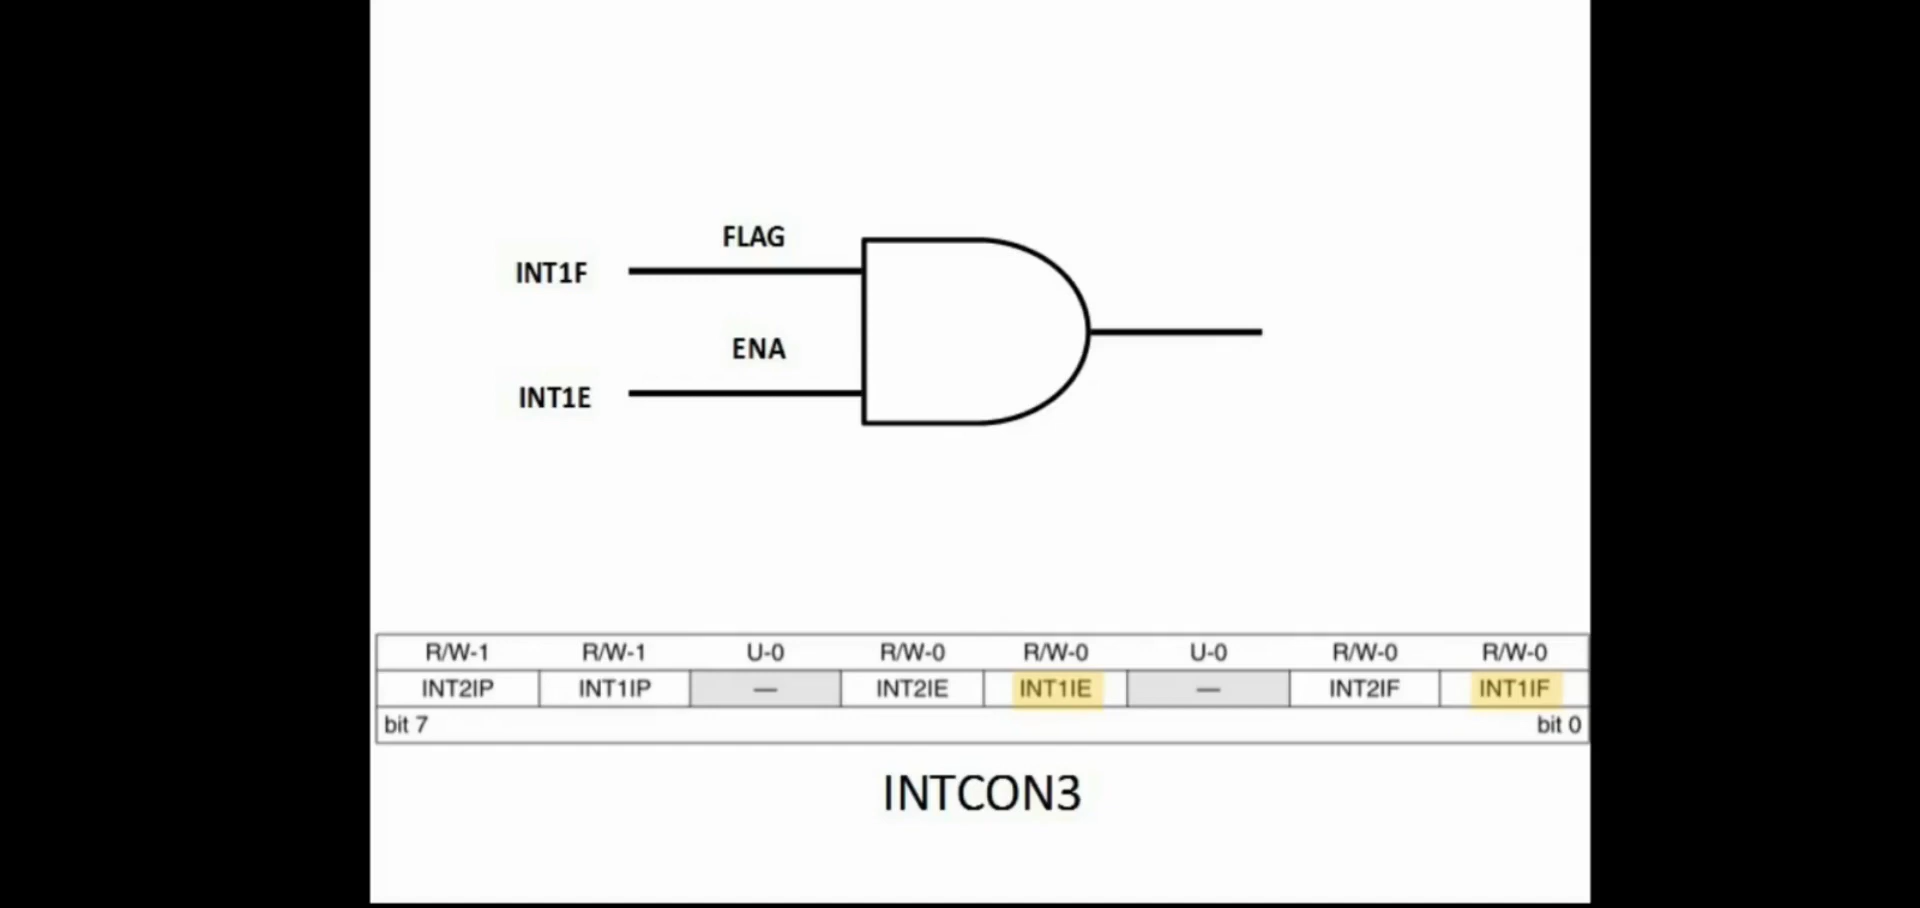 FLAG
INT1F
ENA
INT1E
R/W-1 R/W-1 U-0 R/W-0 R/W-0 U-0 R/W-0 R/W-0
INT2IP INT1IP — INT2IE INT1IE — INT2IF INT1IF
bit 7 bit 0
INTCON3